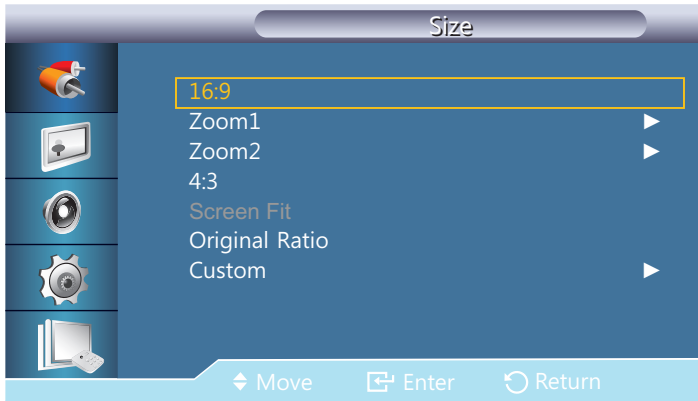 Size
16:9
Zoom1
Zoom2
4:3
Screen Fit
Original Ratio
Custom
Move Enter Return